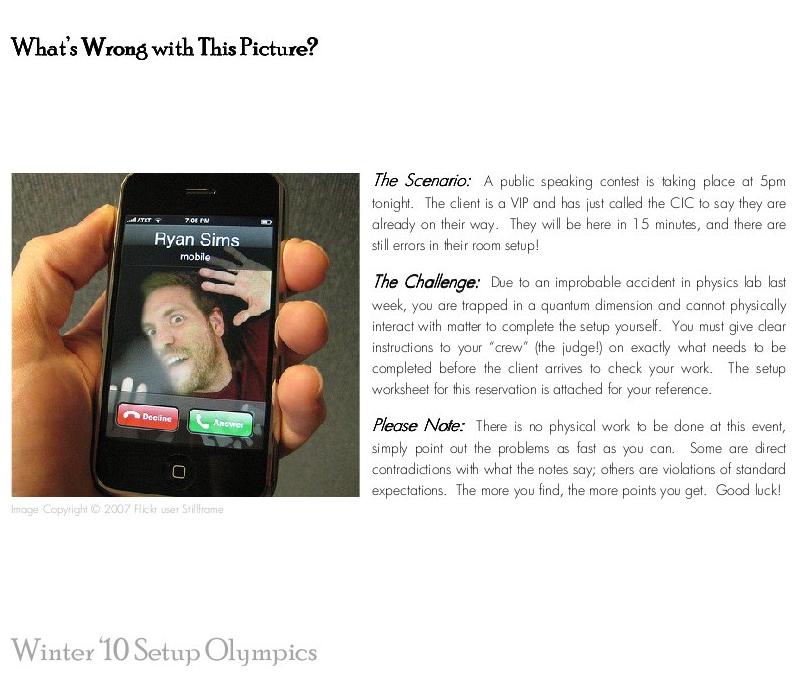 What's Wrong with This Picture?
AT&T
7:06 PM
Ryan Sims
mobile
Decline
Answer
The Scenario: A public speaking contest is taking place at 5pm
tonight. The client is a VIP and has just called the CIC to say they are
already on their way. They will be here in 15 minutes, and there are
still errors in their room setup!
The Challenge: Due to an improbable accident in physics lab last
week, you are trapped in a quantum dimension and cannot physically
interact with matter to complete the setup yourself. You must give clear
instructions to your "crew" (the judge!) on exactly what needs to be
completed before the client arrives to check your work. The setup
worksheet for this reservation is attached for your reference.
Please Note: There is no physical work to be done at this event,
simply point out the problems as fast as you can. Some are direct
contradictions with what the notes say; others are violations of standard
expectations. The more you find, the more points you get. Good luck!
Image Copyright © 2007 Flickr user Stillframe
Winter '10 Setup Olympics